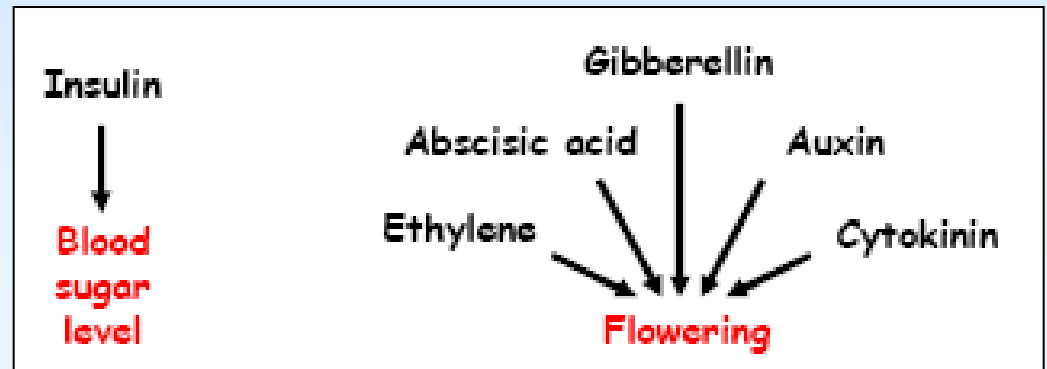 Insulin
Blood
sugar
level
Gibberellin
Abscisic acid
Auxin
Ethylene
Cytokinin
Flowering